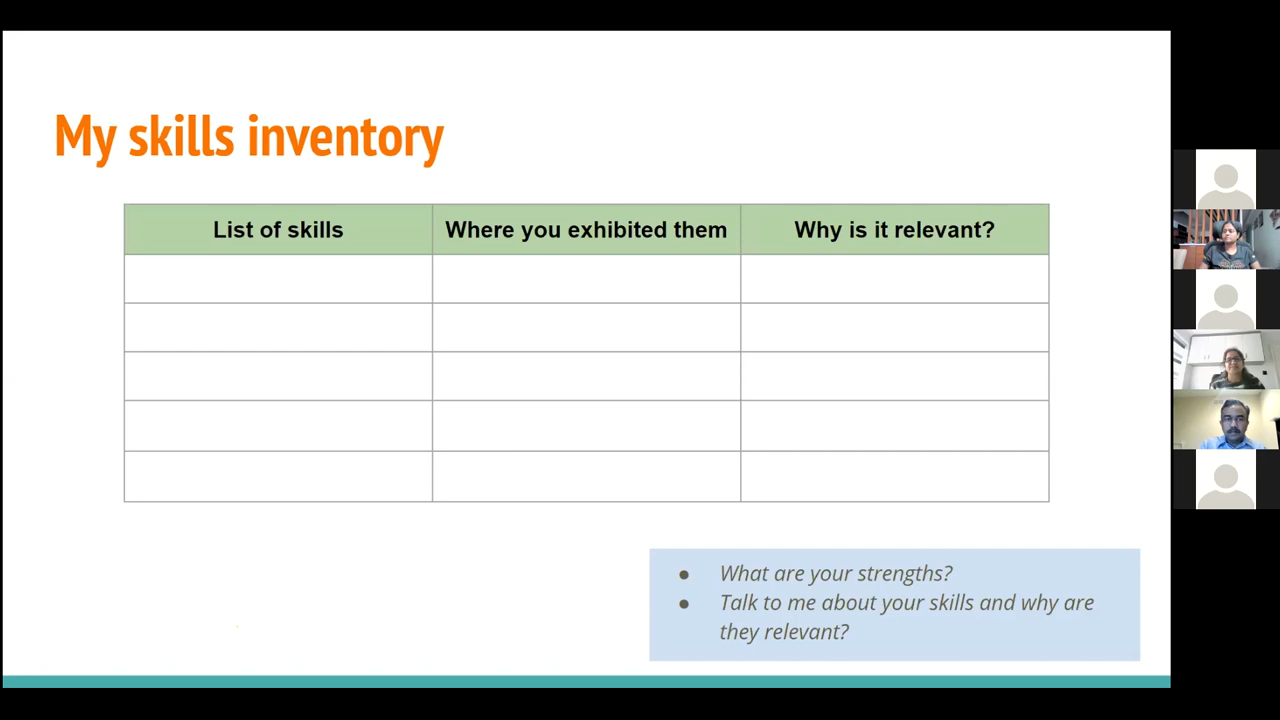 My skills inventory
List of skills Where you exhibited them Why is it relevant?
● What are your strengths?
● Talk to me about your skills and why are
they relevant?